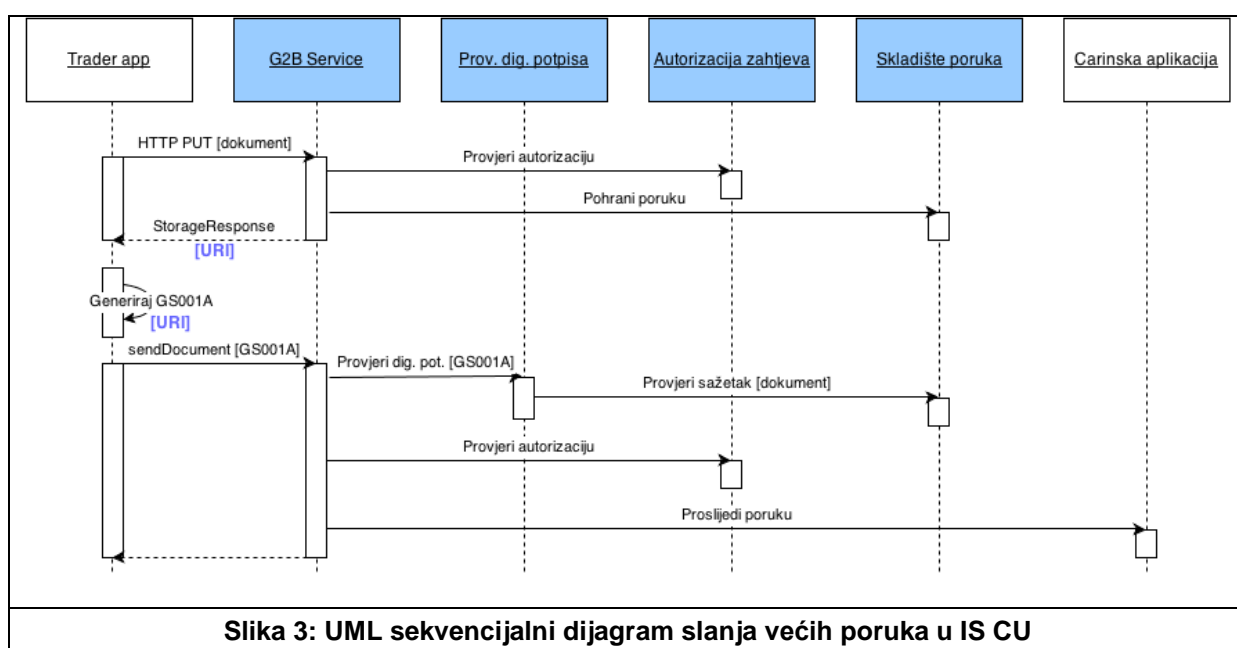 Trader app
G2B Service
Prov. dig. potpisa
Autorizacija zahtjeva
Skladište poruka
Carinska aplikacija
HTTP PUT [dokument]
Provjeri autorizaciju
Pohrani poruku
StorageResponse
[URI]
Generiraj GS001A
[URI]
sendDocument [GS001A]
Provjeri dig. pot. [GS001A]
Provjeri sažetak [dokument]
Provjeri autorizaciju
Proslijedi poruku
Slika 3: UML sekvencijalni dijagram slanja većih poruka u IS CU